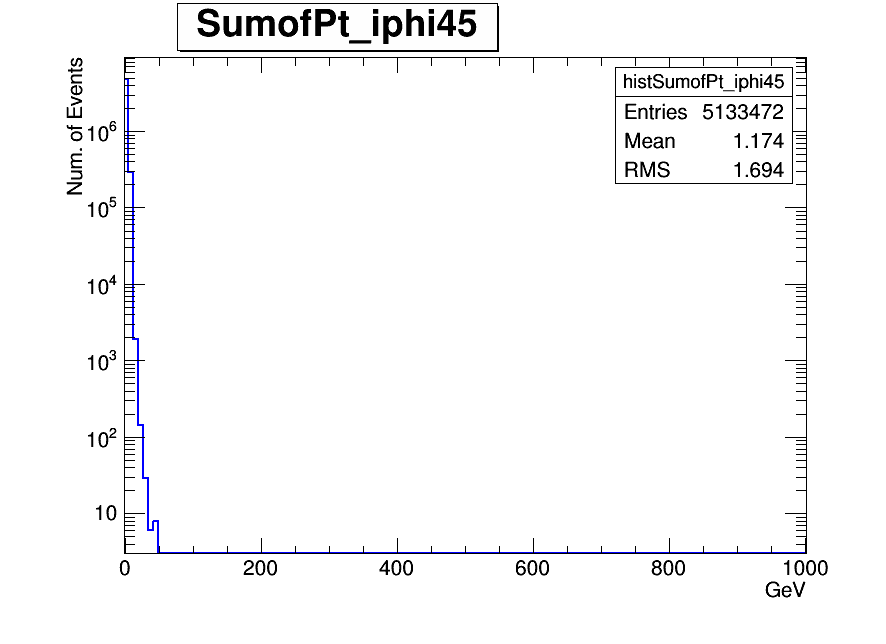 SumofPt_iphi45
histSumofPt_iphi45
Entries 5133472
Mean 1.174
RMS 1.694
Num. of Events
10^6
10^5
10^4
10^3
10^2
10
0 200 400 600 800 1000
GeV